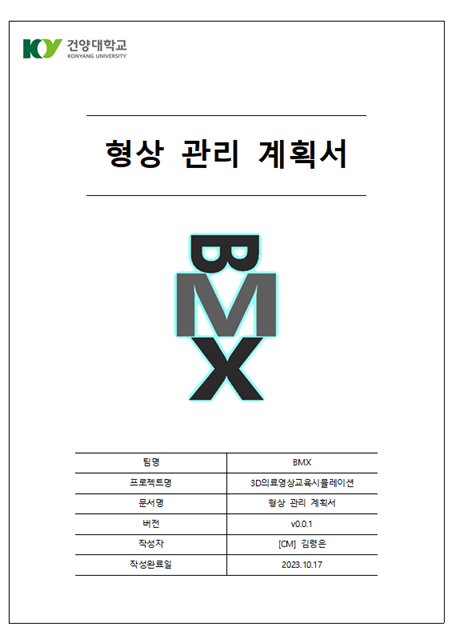 KY 건양대학교
KONYANG UNIVERSITY
형상 관리 계획서
B
M
X
팀명 BMX
프로젝트명 3D의료영상교육시뮬레이션
문서명 형상 관리 계획서
버전 v0.0.1
작성자 [CM] 김령은
작성완료일 2023.10.17